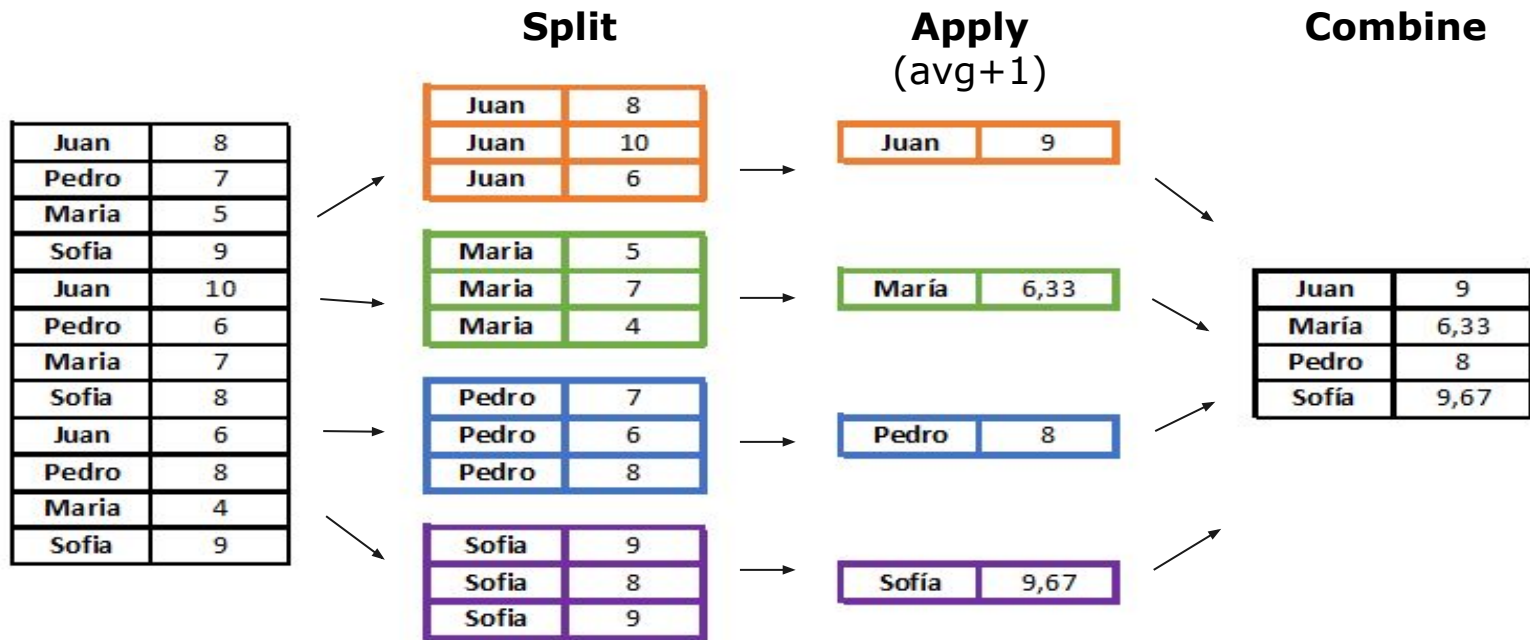 Split
Apply
(avg+1)
Combine
Juan 8
Pedro 7
Maria 5
Sofia 9
Juan 10
Pedro 6
Maria 7
Sofia 8
Juan 6
Pedro 8
Maria 4
Sofia 9
Juan 8
Juan 10
Juan 6
Maria 5
Maria 7
Maria 4
Pedro 7
Pedro 6
Pedro 8
Sofia 9
Sofia 8
Sofia 9
Juan 9
María 6,33
Pedro 8
Sofía 9,67
Juan 9
María 6,33
Pedro 8
Sofía 9,67